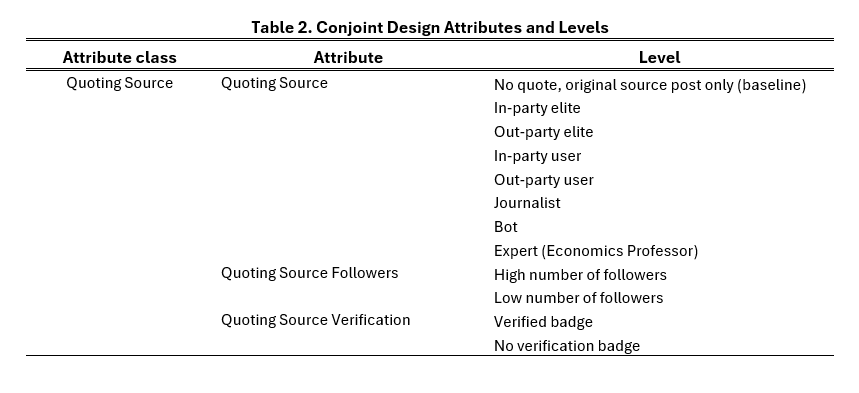 Table 2. Conjoint Design Attributes and Levels
Attribute class Attribute Level
Quoting Source Quoting Source No quote, original source post only (baseline)
In-party elite
Out-party elite
In-party user
Out-party user
Journalist
Bot
Expert (Economics Professor)
Quoting Source Followers High number of followers
Low number of followers
Quoting Source Verification Verified badge
No verification badge